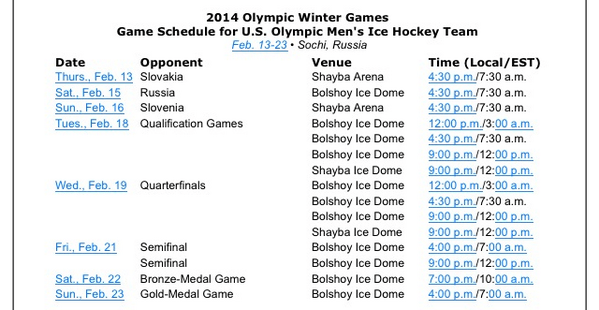 2014 Olympic Winter Games
Game Schedule for U.S. Olympic Men's Ice Hockey Team
Feb. 13-23 • Sochi, Russia
Date Opponent Venue Time (Local/EST)
Thurs., Feb. 13 Slovakia Shayba Arena 4:30 p.m./7:30 a.m.
Sat., Feb. 15 Russia Bolshoy Ice Dome 4:30 p.m./7:30 a.m.
Sun., Feb. 16 Slovenia Shayba Arena 4:30 p.m./7:30 a.m.
Tues., Feb. 18 Qualification Games Bolshoy Ice Dome 12:00 p.m./3:00 a.m.
Bolshoy Ice Dome 4:30 p.m./7:30 a.m.
Bolshoy Ice Dome 9:00 p.m./12:00 p.m.
Shayba Ice Dome 9:00 p.m./12:00 p.m.
Wed., Feb. 19 Quarterfinals Bolshoy Ice Dome 12:00 p.m./3:00 a.m.
Bolshoy Ice Dome 4:30 p.m./7:30 a.m.
Bolshoy Ice Dome 9:00 p.m./12:00 p.m.
Shayba Ice Dome 9:00 p.m./12:00 p.m.
Fri., Feb. 21 Semifinal Bolshoy Ice Dome 4:00 p.m./7:00 a.m.
Semifinal Bolshoy Ice Dome 9:00 p.m./12:00 p.m.
Sat., Feb. 22 Bronze-Medal Game Bolshoy Ice Dome 7:00 p.m./10:00 a.m.
Sun., Feb. 23 Gold-Medal Game Bolshoy Ice Dome 4:00 p.m./7:00 a.m.